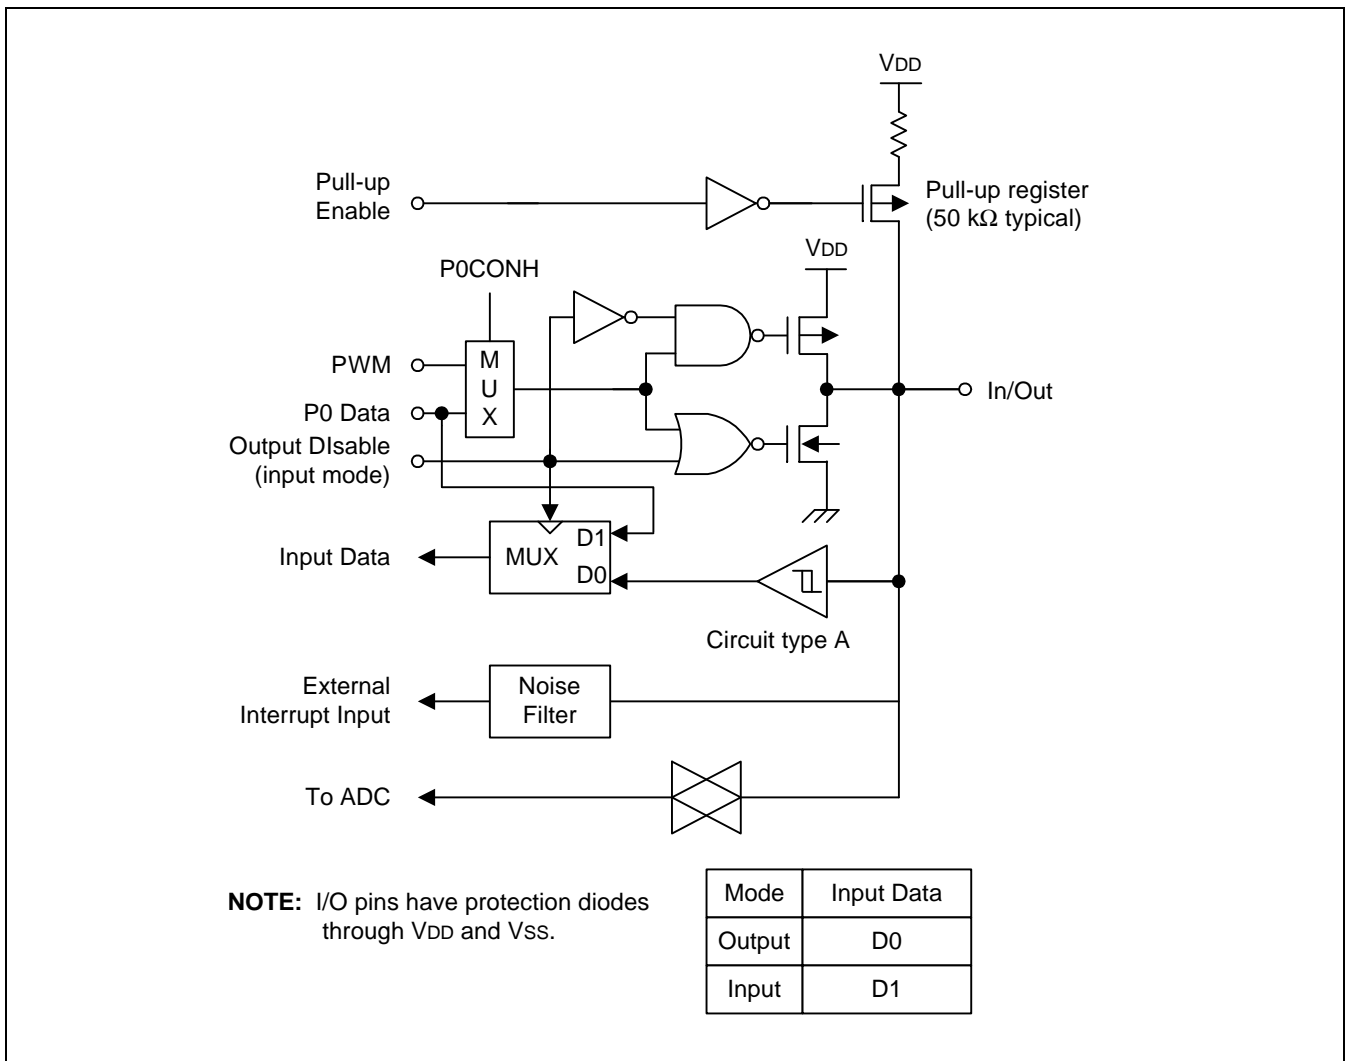 VDD
Pull-up
Enable
Pull-up register
(50 kΩ typical)
VDD
P0CONH
PWM
M
U
X
P0 Data
In/Out
Output DIsable
(input mode)
Input Data
MUX
D1
D0
Circuit type A
External
Interrupt Input
Noise
Filter
To ADC
NOTE: I/O pins have protection diodes
through VDD and VSS.
Mode Input Data
Output D0
Input D1